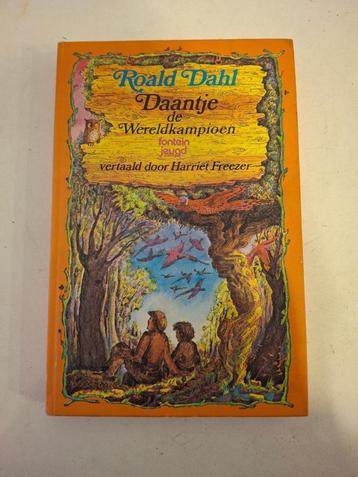 Roald Dahl
Daantje
de
Wereldkampioen
fontein
jeugd
vertaald door Harriet Freezer